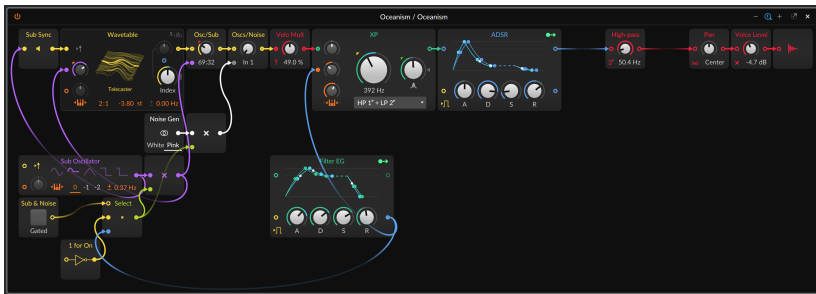 Oceanism / Oceanism
Sub Sync
Wavetable
5♭db
Osc/Sub
Oscs/Noise
Velo Mult
XP
ADSR
High-pass
Pan
Voice Level
Telecaster
Index
2:1 -3.80 st ± 0.00 Hz
69:32
In 1
49.0 %
392 Hz
HP 1˚ + LP 2˚
A D S R
50.4 Hz
Center
-4.7 dB
Noise Gen
White Pink
Sub Oscillator
0 -1 -2 ± 0.37 Hz
Filter EG
A D S R
Sub & Noise
Gated
Select
1 for On